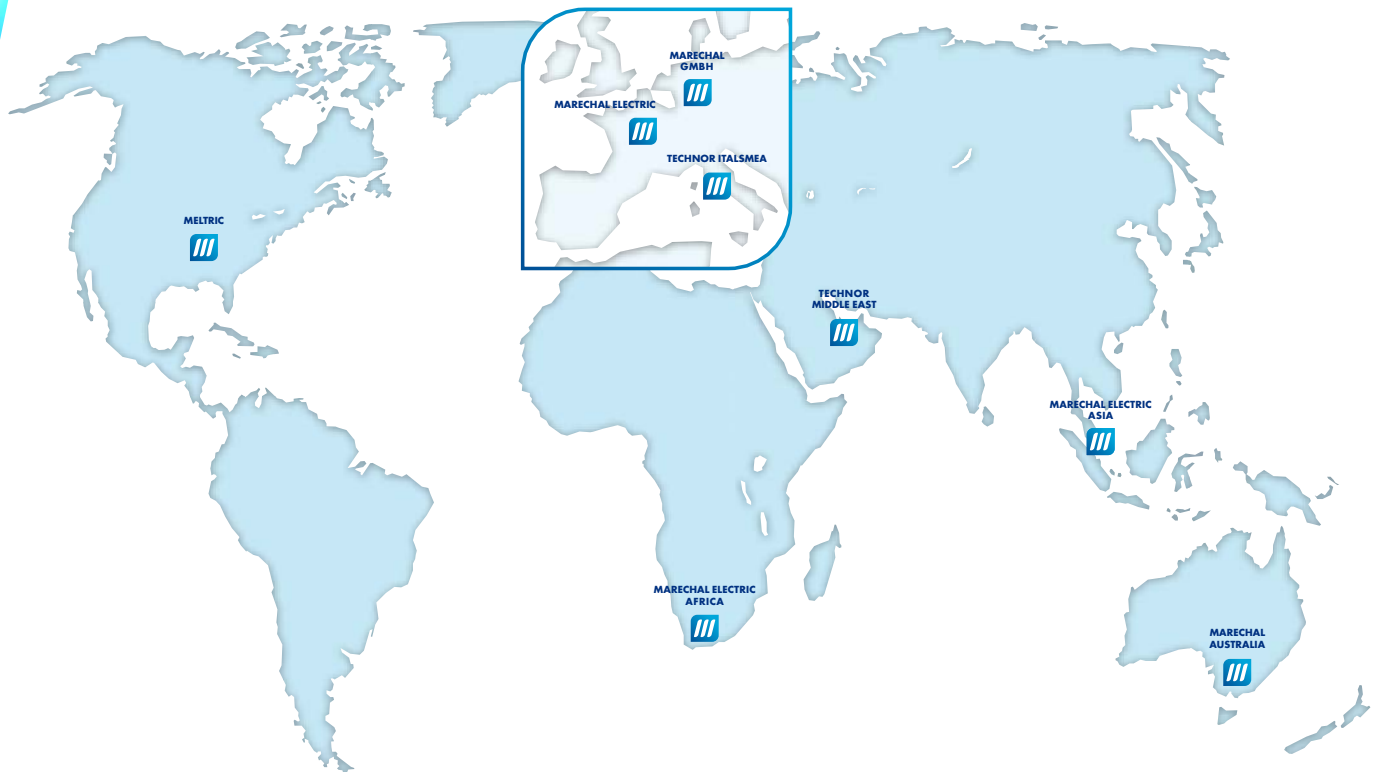 MARECHAL
GMBH
MARECHAL ELECTRIC
TECHNOR ITALSMEA
MELTRIC
TECHNOR
MIDDLE EAST
MARECHAL ELECTRIC
ASIA
MARECHAL ELECTRIC
AFRICA
MARECHAL
AUSTRALIA